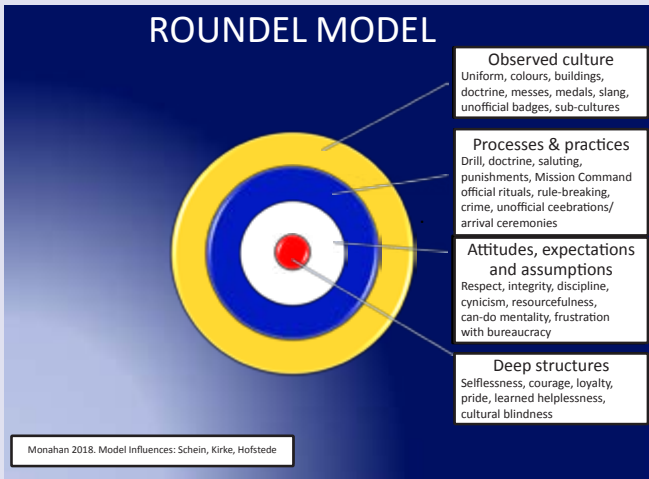 ROUNDEL MODEL
Observed culture
Uniform, colours, buildings,
doctrine, messes, medals, slang,
unofficial badges, sub-cultures
Processes & practices
Drill, doctrine, saluting,
punishments, Mission Command
official rituals, rule-breaking,
crime, unofficial ceebrations/
arrival ceremonies
Attitudes, expectations
and assumptions
Respect, integrity, discipline,
cynicism, resourcefulness,
can-do mentality, frustration
with bureaucracy
Deep structures
Selflessness, courage, loyalty,
pride, learned helplessness,
cultural blindness
Monahan 2018. Model Influences: Schein, Kirke, Hofstede